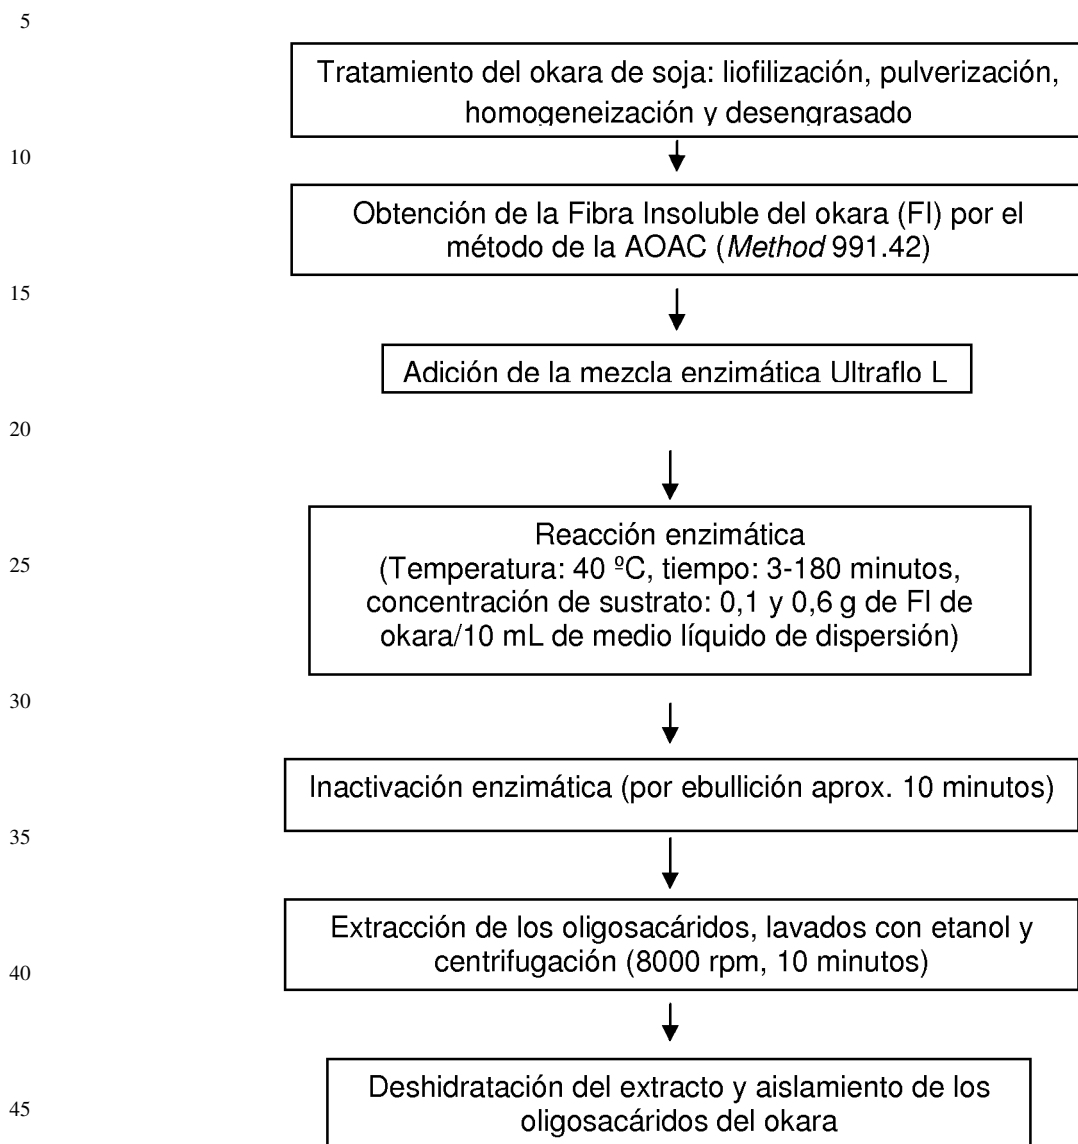 5
Tratamiento del okara de soja: liofilización, pulverización,
homogeneización y desengrasado
10
Obtención de la Fibra Insoluble del okara (FI) por el
método de la AOAC (Method 991.42)
15
Adición de la mezcla enzimática Ultraflo L
20
Reacción enzimática
25
(Temperatura: 40 ºC, tiempo: 3-180 minutos,
concentración de sustrato: 0,1 y 0,6 g de FI de
okara/10 mL de medio líquido de dispersión)
30
Inactivación enzimática (por ebullición aprox. 10 minutos)
35
Extracción de los oligosacáridos, lavados con etanol y
centrifugación (8000 rpm, 10 minutos)
40
Deshidratación del extracto y aislamiento de los
45
oligosacáridos del okara